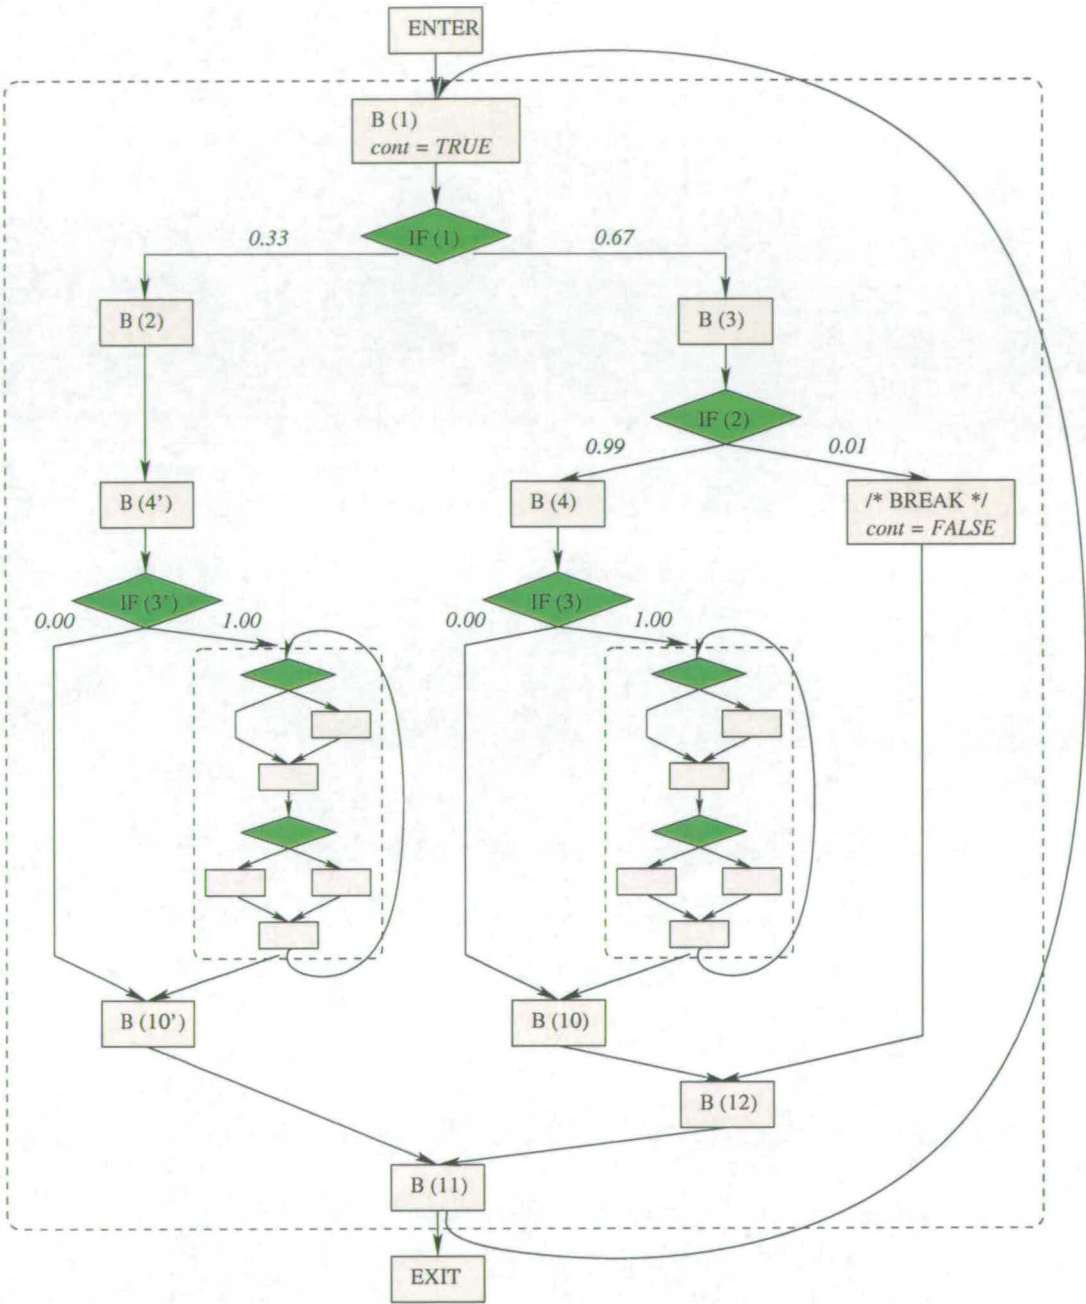 ENTER
B (1)
cont = TRUE
IF (1)
0.33
0.67
B (2)
B (3)
IF (2)
0.99
0.01
B (4')
B (4)
/* BREAK */
cont = FALSE
IF (3')
IF (3)
0.00
1.00
0.00
1.00
B (10')
B (10)
B (12)
B (11)
EXIT